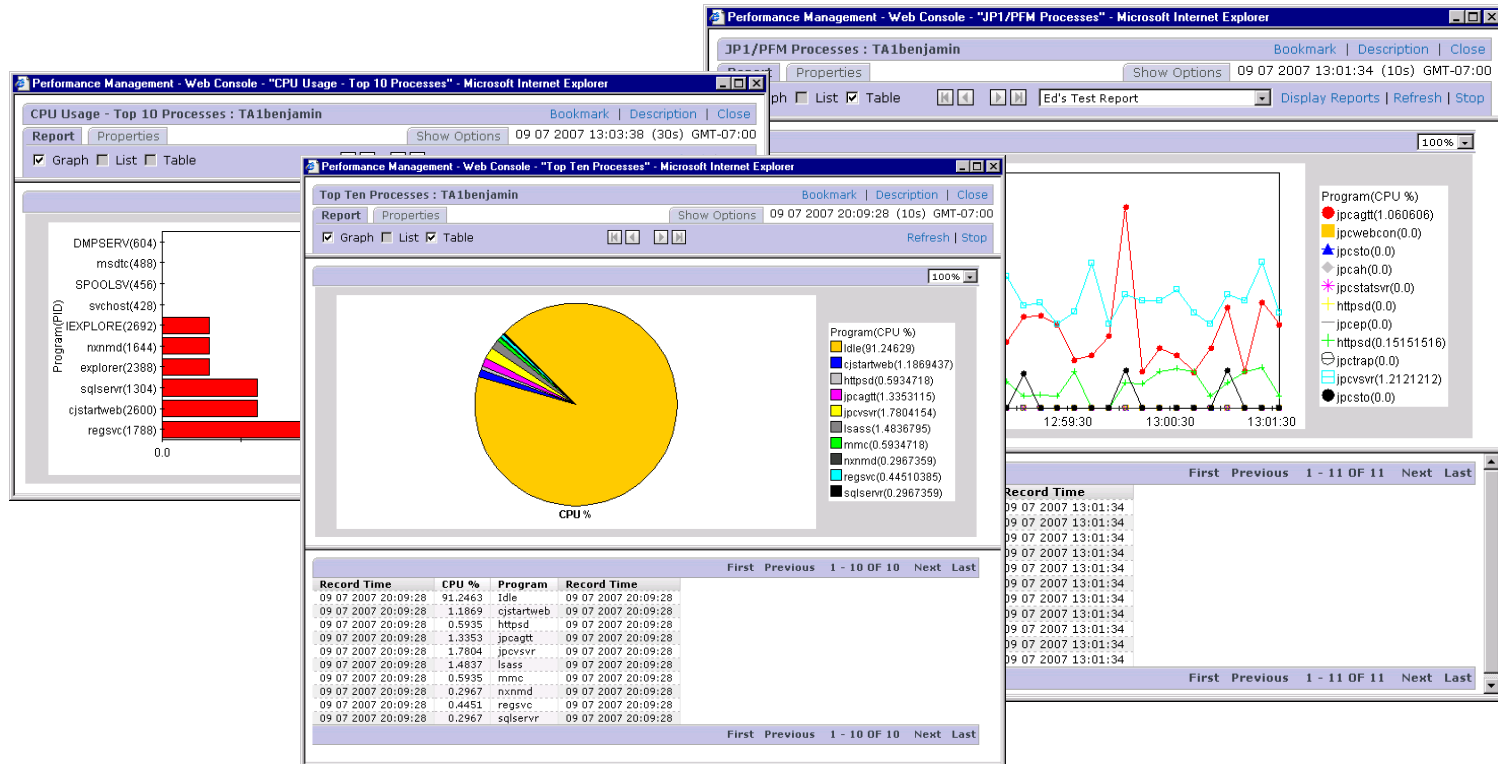 Performance Management - Web Console - "JP1/PFM Processes" - Microsoft Internet Explorer
JP1/PFM Processes : TA1benjamin
Bookmark | Description | Close
Properties
Show Options
09 07 2007 13:01:34 (10s) GMT-07:00
List Table
Ed's Test Report
Display Reports | Refresh | Stop
100%
Program(CPU %)
jpcagtt(1.060606)
jpcwebcon(0.0)
jpcsto(0.0)
jpcah(0.0)
jpcstatsvr(0.0)
httpsd(0.0)
jpcep(0.0)
httpsd(0.15151516)
jpctrap(0.0)
jpcvsvr(1.2121212)
jpcsto(0.0)
12:59:30 13:00:30 13:01:30
First Previous 1 - 11 OF 11 Next Last
Record Time
09 07 2007 13:01:34
09 07 2007 13:01:34
09 07 2007 13:01:34
09 07 2007 13:01:34
09 07 2007 13:01:34
09 07 2007 13:01:34
09 07 2007 13:01:34
09 07 2007 13:01:34
09 07 2007 13:01:34
09 07 2007 13:01:34
09 07 2007 13:01:34
First Previous 1 - 11 OF 11 Next Last
Performance Management - Web Console - "CPU Usage - Top 10 Processes" - Microsoft Internet Explorer
CPU Usage - Top 10 Processes : TA1benjamin
Bookmark | Description | Close
Report Properties
Show Options
09 07 2007 13:03:38 (30s) GMT-07:00
Graph List Table
Program(PID)
DMPSERV(604)
msdtc(488)
SPOOLSV(456)
svchost(428)
IEXPLORE(2692)
nxnmd(1644)
explorer(2388)
sqlservr(1304)
cjstartweb(2600)
regsvc(1788)
0.0
Performance Management - Web Console - "Top Ten Processes" - Microsoft Internet Explorer
Top Ten Processes : TA1benjamin
Bookmark | Description | Close
Report Properties
Show Options
09 07 2007 20:09:28 (10s) GMT-07:00
Graph List Table
Refresh | Stop
100%
Program(CPU %)
Idle(91.24629)
cjstartweb(1.1869437)
httpsd(0.5934718)
jpcagtt(1.3353115)
jpcvsvr(1.7804154)
lsass(1.4836795)
mmc(0.5934718)
nxnmd(0.2967359)
regsvc(0.44510385)
sqlservr(0.2967359)
CPU %
First Previous 1 - 10 OF 10 Next Last
Record Time CPU % Program Record Time
09 07 2007 20:09:28 91.2463 Idle 09 07 2007 20:09:28
09 07 2007 20:09:28 1.1869 cjstartweb 09 07 2007 20:09:28
09 07 2007 20:09:28 0.5935 httpsd 09 07 2007 20:09:28
09 07 2007 20:09:28 1.3353 jpcagtt 09 07 2007 20:09:28
09 07 2007 20:09:28 1.7804 jpcvsvr 09 07 2007 20:09:28
09 07 2007 20:09:28 1.4837 lsass 09 07 2007 20:09:28
09 07 2007 20:09:28 0.5935 mmc 09 07 2007 20:09:28
09 07 2007 20:09:28 0.2967 nxnmd 09 07 2007 20:09:28
09 07 2007 20:09:28 0.4451 regsvc 09 07 2007 20:09:28
09 07 2007 20:09:28 0.2967 sqlservr 09 07 2007 20:09:28
First Previous 1 - 10 OF 10 Next Last